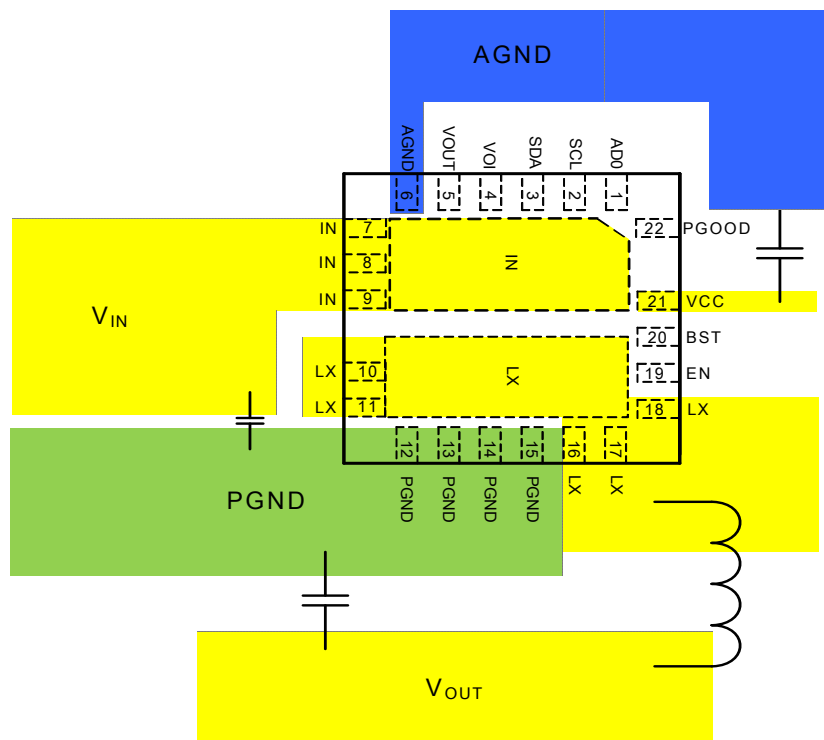 AGND
AGND
VOUT
VOI
SDA
SCL
AD0
6
5
4
3
2
1
IN 7
22 PGOOD
IN 8
IN
IN 9
21 VCC
VIN
20 BST
LX 10
LX
19 EN
LX 11
18 LX
12
13
14
15
16
17
PGND
PGND
PGND
PGND
PGND
LX
LX
VOUT